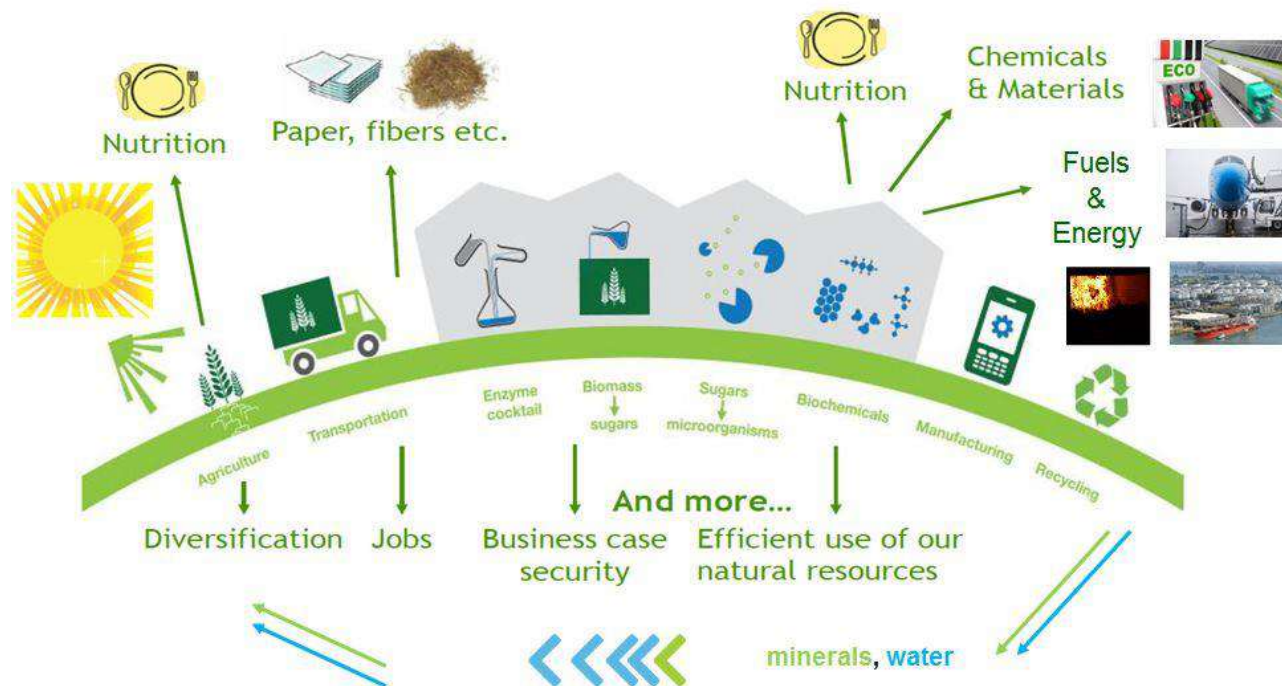 Nutrition
Paper, fibers etc.
Nutrition
Chemicals
& Materials
ECO
Fuels
&
Energy
Agriculture
Transportation
Enzyme
cocktail
Biomass
sugars
Sugars
microorganisms
Biochemicals
Manufacturing
Recycling
And more...
Diversification
Jobs
Business case
security
Efficient use of our
natural resources
minerals, water